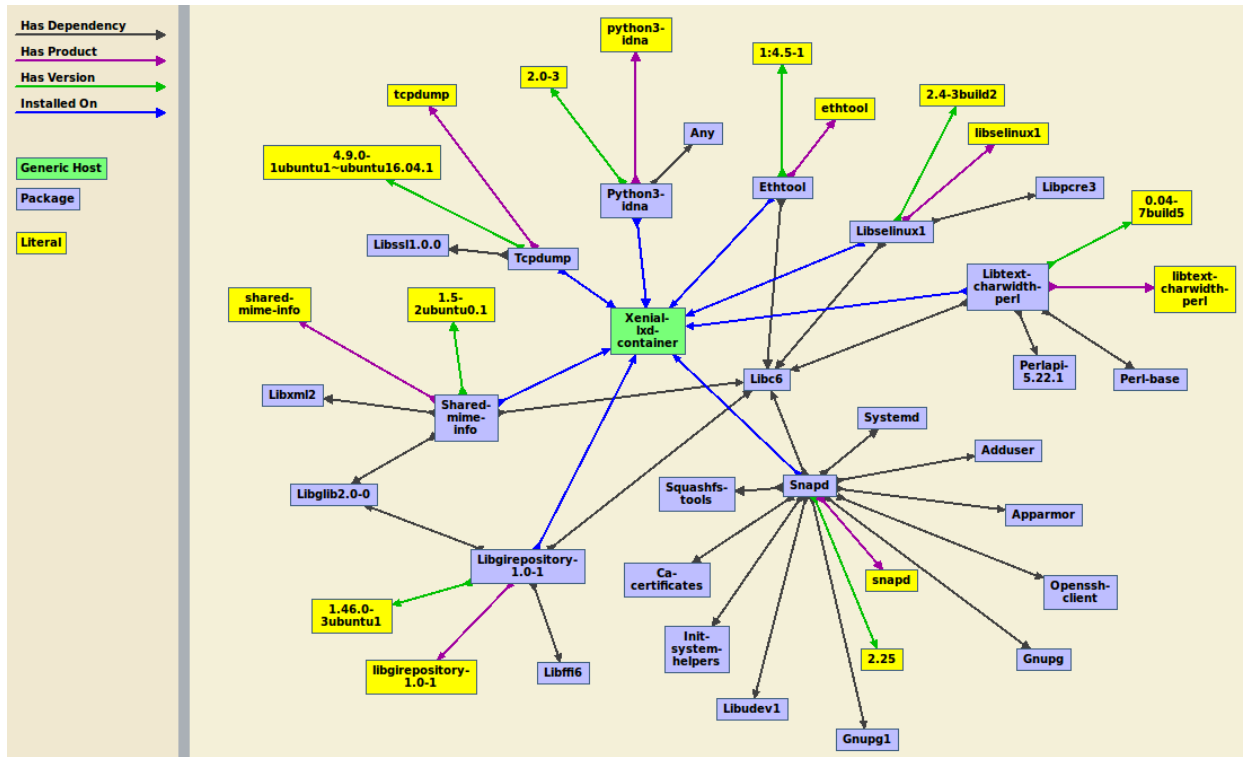 Has Dependency
Has Product
Has Version
Installed On
Generic Host
Package
Literal
python3-
idna
2.0-3
1:4.5-1
tcpdump
ethtool
2.4-3build2
libselinux1
Any
4.9.0-
1ubuntu1~ubuntu16.04.1
Python3-
idna
Ethtool
Libpcre3
0.04-
7build5
Libssl1.0.0
Tcpdump
Libselinux1
Libtext-
charwidth-
perl
libtext-
charwidth-
perl
shared-
mime-info
1.5-
2ubuntu0.1
Xenial-
lxd-
container
Libxml2
Shared-
mime-
info
Libc6
Perlapi-
5.22.1
Perl-base
Systemd
Adduser
Libglib2.0-0
Squashfs-
tools
Snapd
Apparmor
Libgirepository-
1.0-1
Ca-
certificates
snapd
Openssh-
client
1.46.0-
3ubuntu1
Init-
system-
helpers
2.25
Gnupg
libgirepository-
1.0-1
Libffi6
Libudev1
Gnupg1